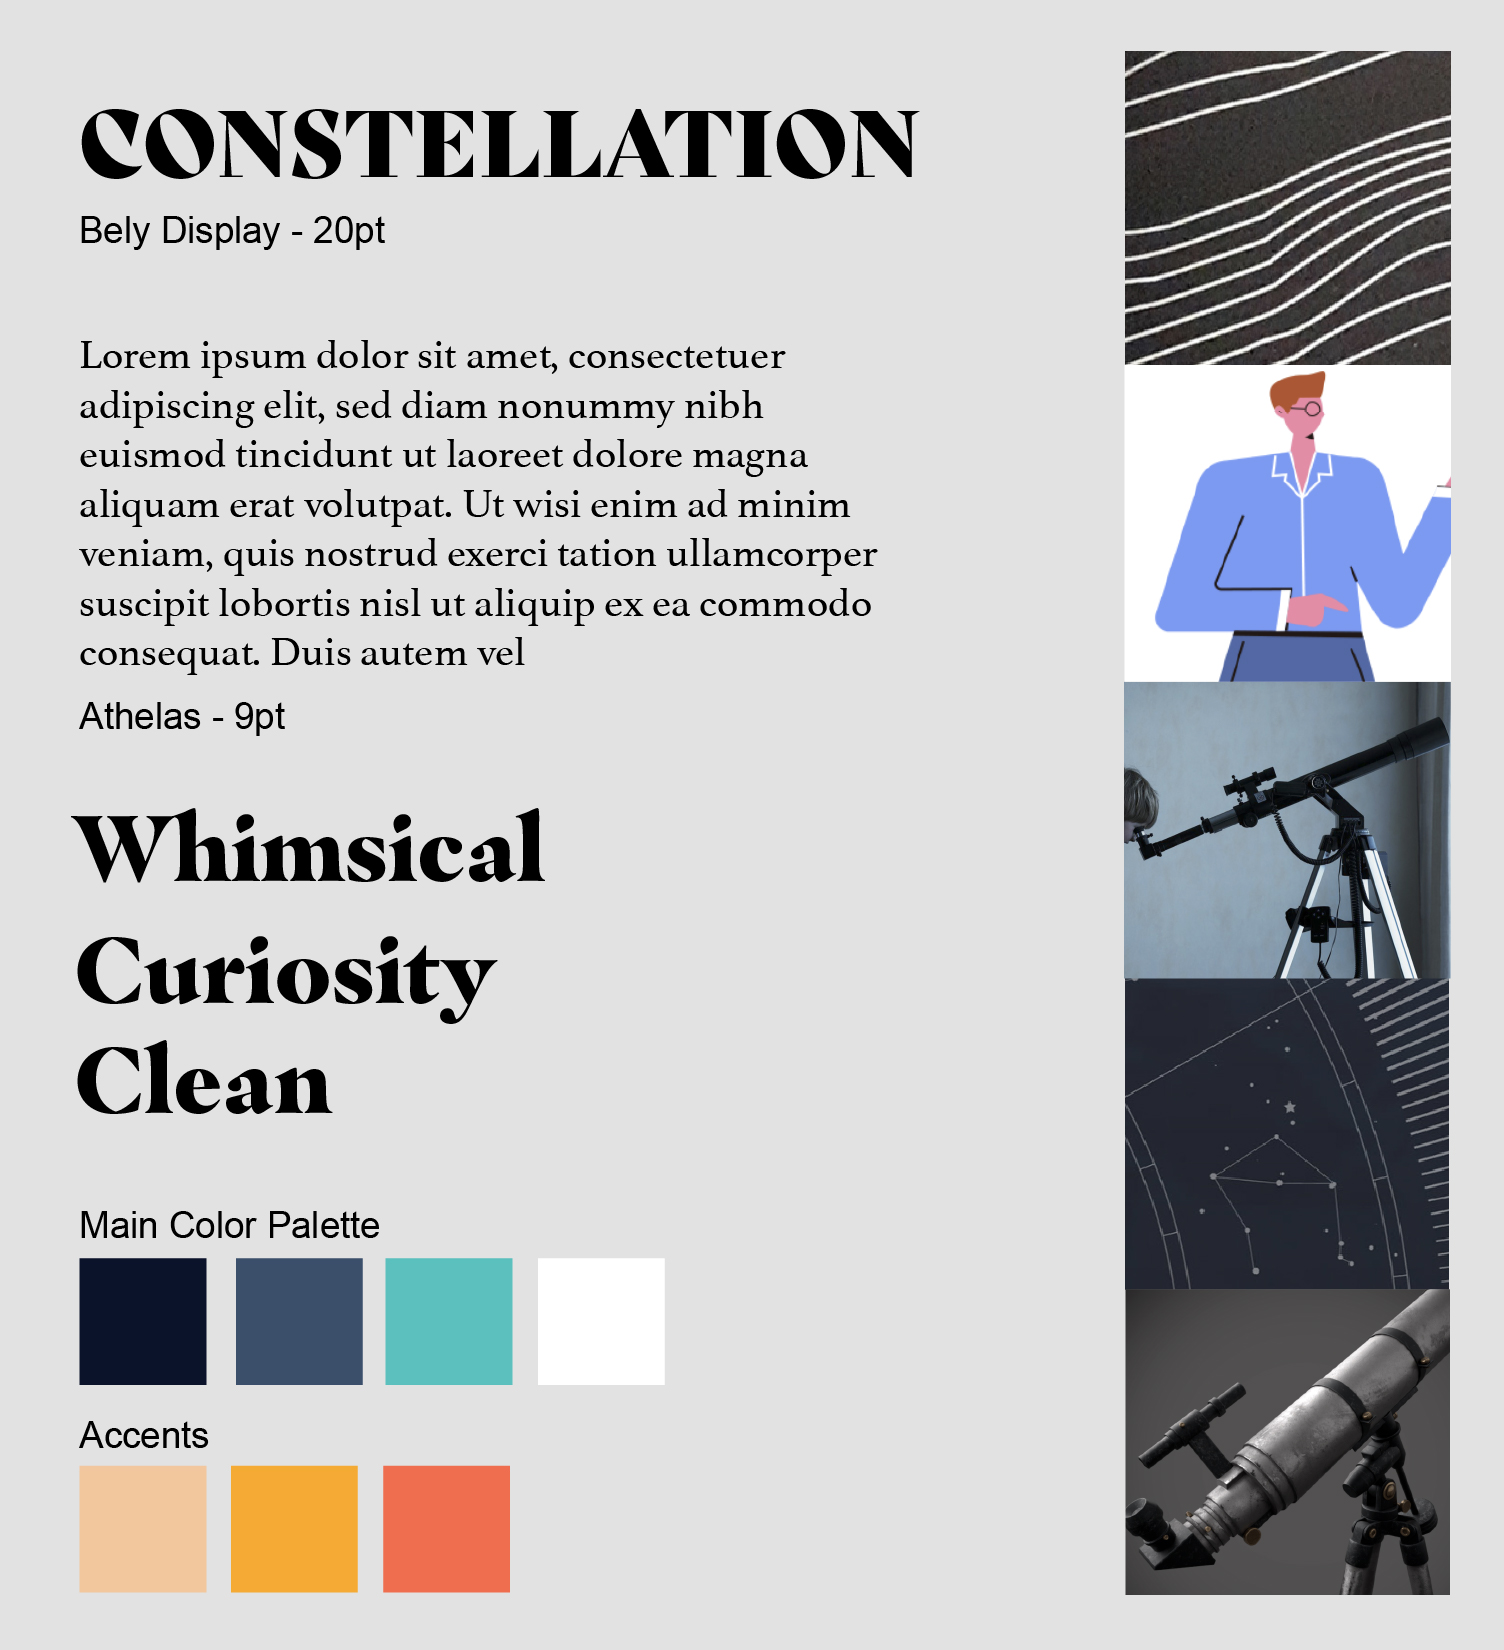 CONSTELLATION
Bely Display - 20pt
Lorem ipsum dolor sit amet, consectetuer
adipiscing elit, sed diam nonummy nibh
euismod tincidunt ut laoreet dolore magna
aliquam erat volutpat. Ut wisi enim ad minim
veniam, quis nostrud exerci tation ullamcorper
suscipit lobortis nisl ut aliquip ex ea commodo
consequat. Duis autem vel
Athelas - 9pt
Whimsical
Curiosity
Clean
Main Color Palette
Accents